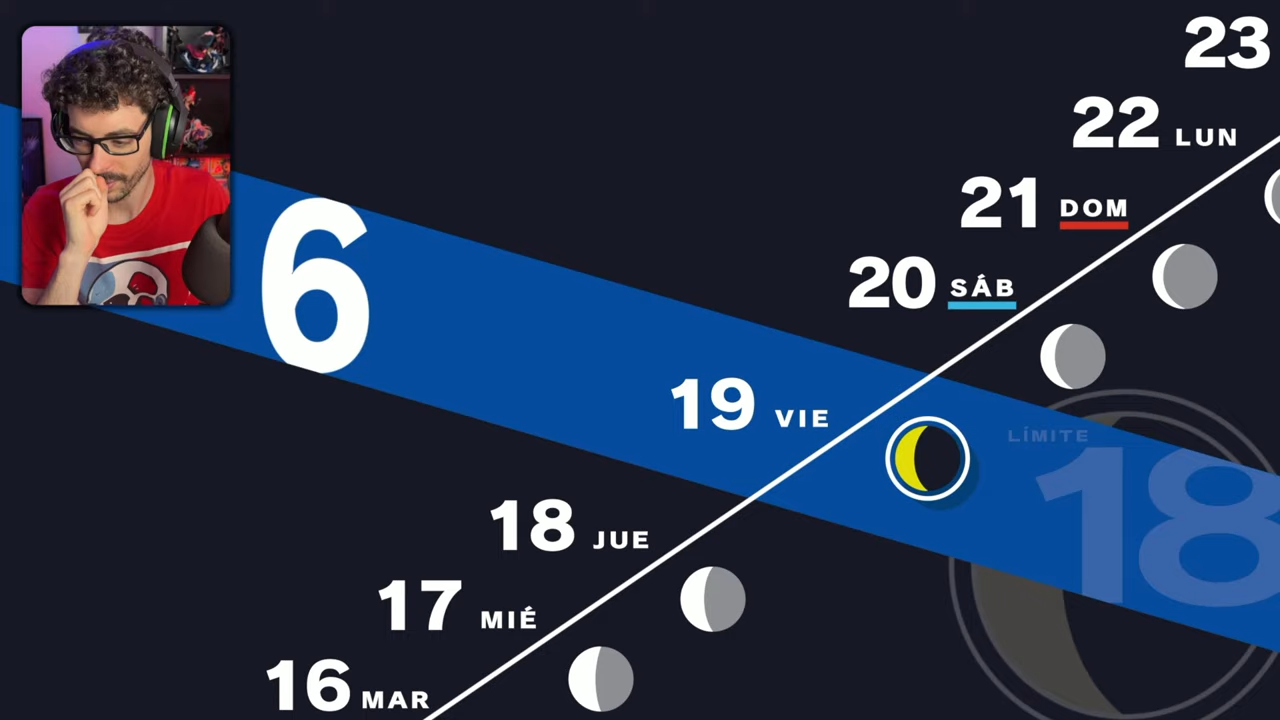 23
22 LUN
21 DOM
20 SÁB
6
19 VIE
LÍMITE
18
18 JUE
17 MIÉ
16 MAR